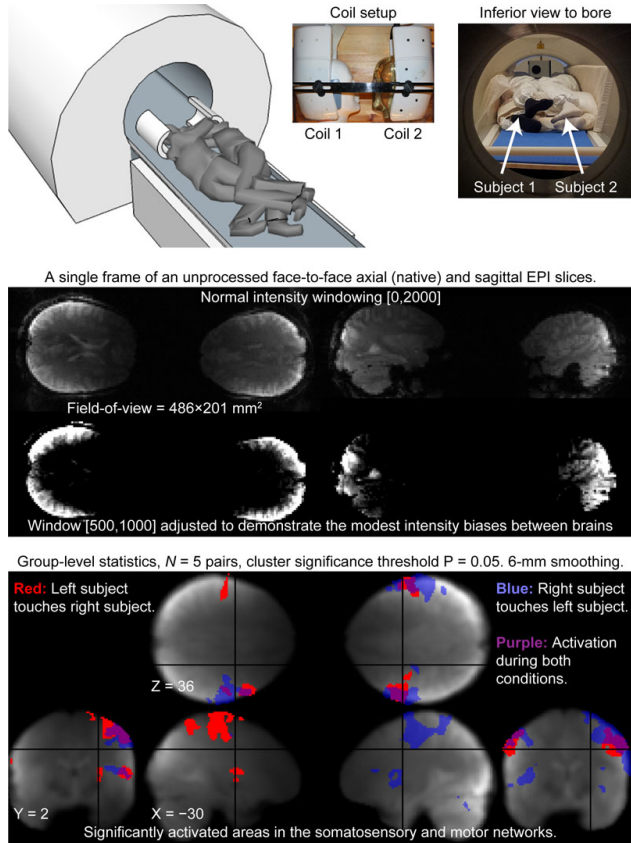 Coil setup
Inferior view to bore
Coil 1
Coil 2
Subject 1
Subject 2
A single frame of an unprocessed face-to-face axial (native) and sagittal EPI slices.
Normal intensity windowing [0,2000]
Field-of-view = 486×201 mm²
Window [500,1000] adjusted to demonstrate the modest intensity biases between brains
Group-level statistics, N = 5 pairs, cluster significance threshold P = 0.05. 6-mm smoothing.
Red: Left subject
touches right subject.
Blue: Right subject
touches left subject.
Purple: Activation
during both
conditions.
Z = 36
Y = 2
X = −30
Significantly activated areas in the somatosensory and motor networks.